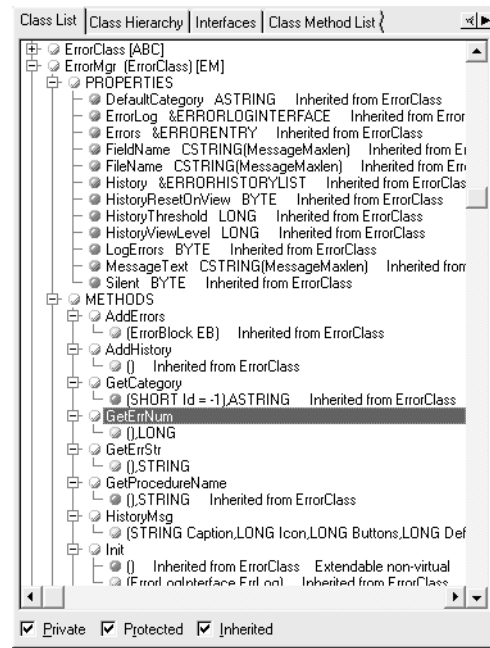 Class List Class Hierarchy Interfaces Class Method List
ErrorClass [ABC]
ErrorMgr (ErrorClass) [EM]
PROPERTIES
DefaultCategory ASTRING Inherited from ErrorClass
ErrorLog &ERRORLOGINTERFACE Inherited from Error
Errors &ERRORENTRY Inherited from ErrorClass
FieldName CSTRING(MessageMaxlen) Inherited from Er
FileName CSTRING(MessageMaxlen) Inherited from Erro
History &ERRORHISTORYLIST Inherited from ErrorClas
HistoryResetOnView BYTE Inherited from ErrorClass
HistoryThreshold LONG Inherited from ErrorClass
HistoryViewLevel LONG Inherited from ErrorClass
LogErrors BYTE Inherited from ErrorClass
MessageText CSTRING(MessageMaxlen) Inherited from
Silent BYTE Inherited from ErrorClass
METHODS
AddErrors
(ErrorBlock EB) Inherited from ErrorClass
AddHistory
() Inherited from ErrorClass
GetCategory
(SHORT Id = -1),ASTRING Inherited from ErrorClass
GetErrNum
(),LONG
GetErrStr
(),STRING
GetProcedureName
(),STRING Inherited from ErrorClass
HistoryMsg
(STRING Caption,LONG Icon,LONG Buttons,LONG Def
Init
() Inherited from ErrorClass Extendable non-virtual
(ErrorLogInterface ErrLog) Inherited from ErrorClass
Private Protected Inherited